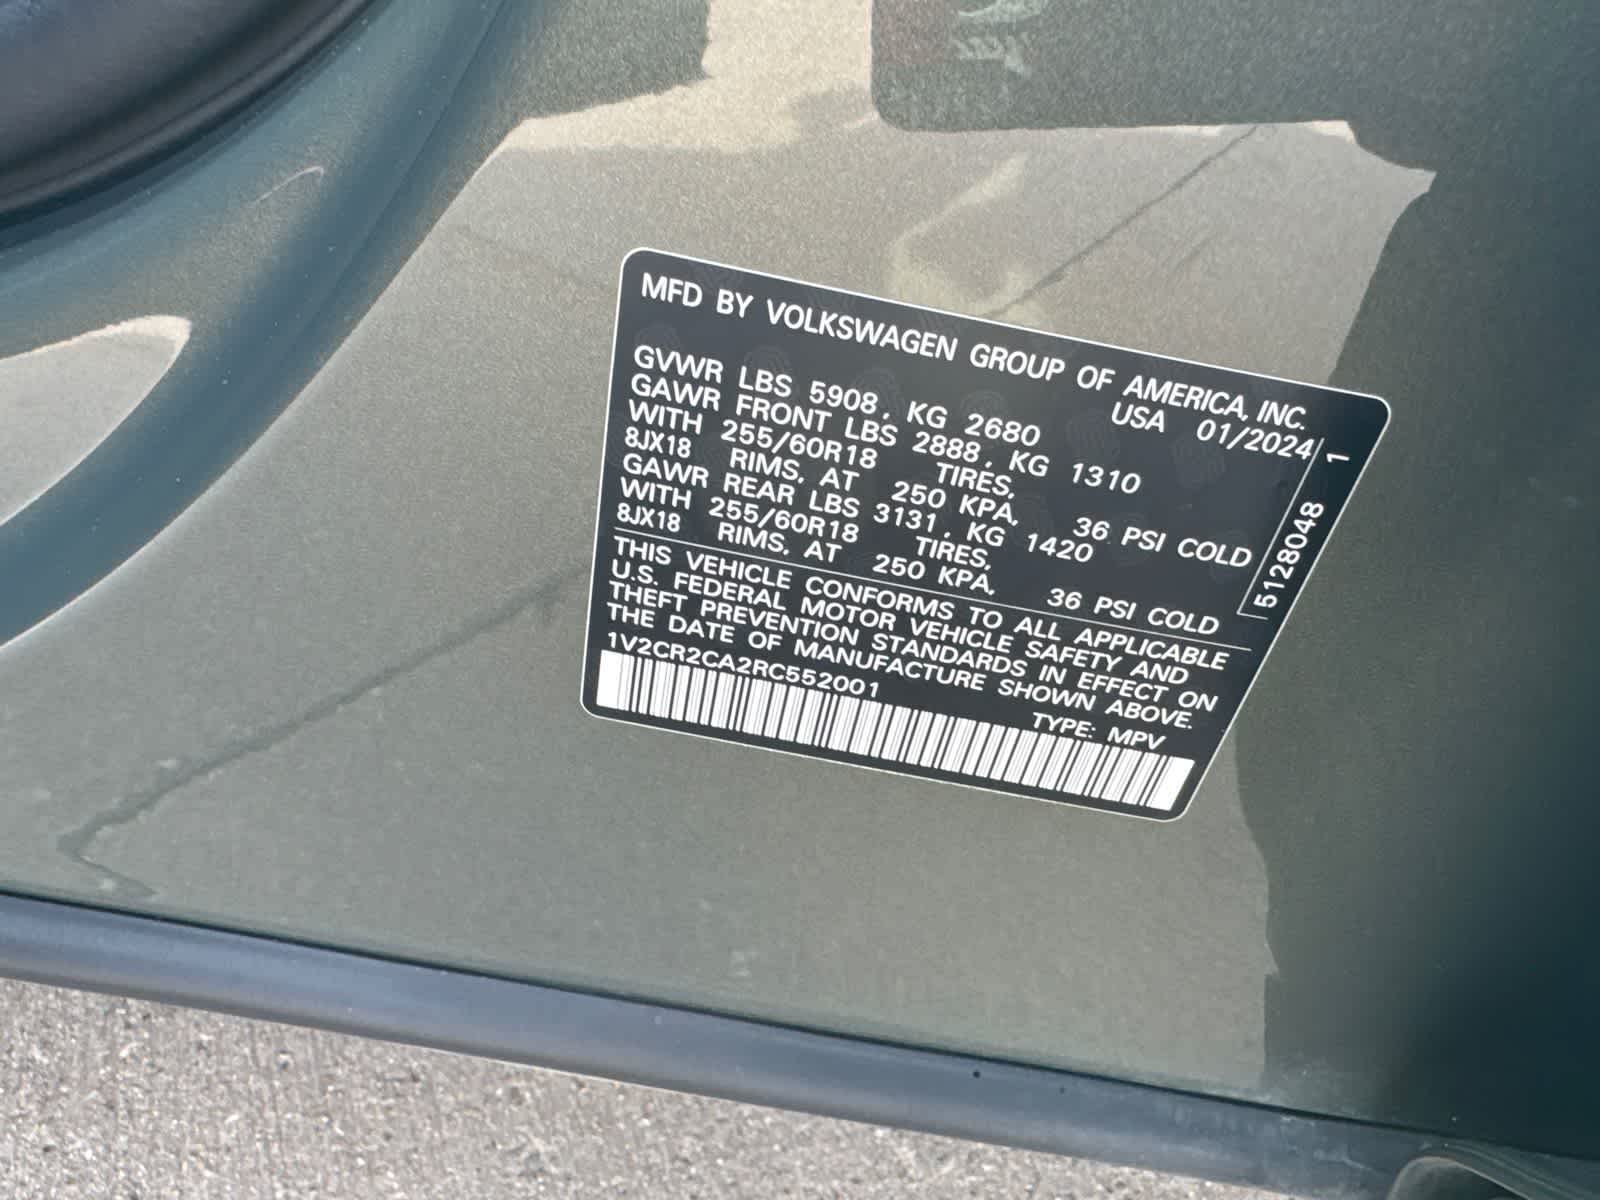 MFD BY VOLKSWAGEN GROUP OF AMERICA, INC.
USA 01/2024
GVWR LBS 5908, KG 2680
GAWR FRONT LBS 2888, KG 1310
WITH 255/60R18 TIRES,
8JX18 RIMS, AT 250 KPA, 36 PSI COLD
GAWR REAR LBS 3131, KG 1420
WITH 255/60R18 TIRES,
8JX18 RIMS, AT 250 KPA, 36 PSI COLD
5128048 1
THIS VEHICLE CONFORMS TO ALL APPLICABLE
U.S. FEDERAL MOTOR VEHICLE SAFETY AND
THEFT PREVENTION STANDARDS IN EFFECT ON
THE DATE OF MANUFACTURE SHOWN ABOVE.
1V2CR2CA2RC552001
TYPE: MPV